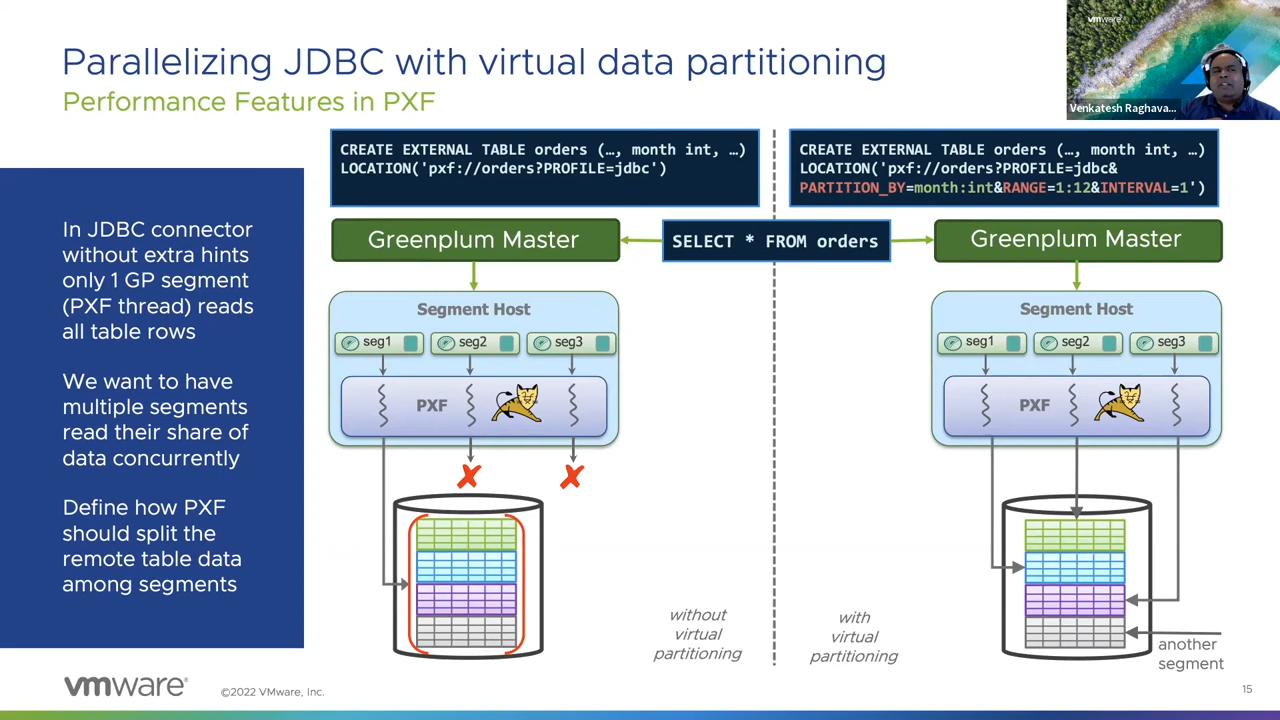 Parallelizing JDBC with virtual data partitioning
Performance Features in PXF
vmware
Venkatesh Raghava...
In JDBC connector
without extra hints
only 1 GP segment
(PXF thread) reads
all table rows
We want to have
multiple segments
read their share of
data concurrently
Define how PXF
should split the
remote table data
among segments
CREATE EXTERNAL TABLE orders (…, month int, …)
LOCATION('pxf://orders?PROFILE=jdbc')
Greenplum Master
Segment Host
seg1
seg2
seg3
PXF
without
virtual
partitioning
SELECT * FROM orders
CREATE EXTERNAL TABLE orders (…, month int, …)
LOCATION('pxf://orders?PROFILE=jdbc&
PARTITION_BY=month:int&RANGE=1:12&INTERVAL=1')
Greenplum Master
Segment Host
seg1
seg2
seg3
PXF
with
virtual
partitioning
another
segment
vmware®
©2022 VMware, Inc.
15